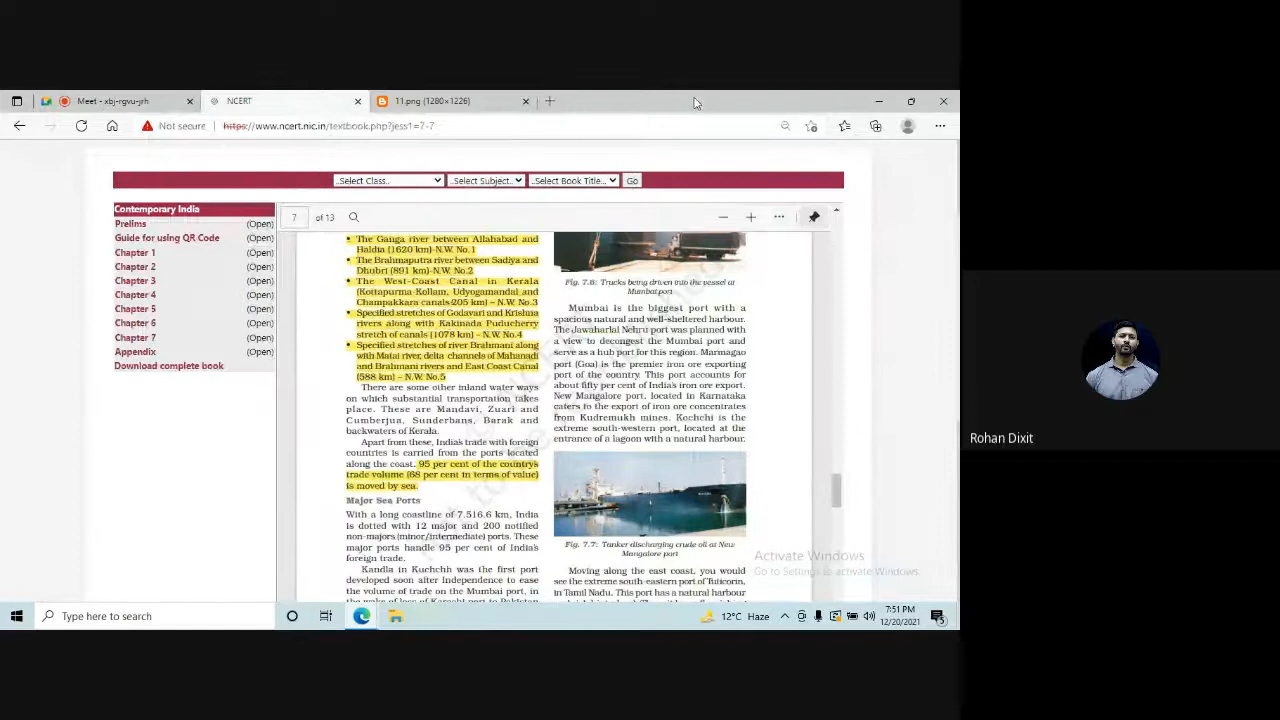 Meet - xbj-rgvu-jrh
NCERT
11.png (1280×1226)
Not secure
https://www.ncert.nic.in/textbook.php?jess1=7-7
..Select Class..
..Select Subject..
..Select Book Title...
Go
Contemporary India
Prelims (Open)
Guide for using QR Code (Open)
Chapter 1 (Open)
Chapter 2 (Open)
Chapter 3 (Open)
Chapter 4 (Open)
Chapter 5 (Open)
Chapter 6 (Open)
Chapter 7 (Open)
Appendix (Open)
Download complete book
7 of 13
• The Ganga river between Allahabad and
Haldia (1620 km)-N.W. No.1
• The Brahmaputra river between Sadiya and
Dhubri (891 km)-N.W. No.2
• The West-Coast Canal in Kerala
(Kottapurma-Kollam, Udyogamandal and
Champakkara canals-205 km) – N.W. No.3
• Specified stretches of Godavari and Krishna
rivers along with Kakinada Puducherry
stretch of canals (1078 km) – N.W. No.4
• Specified stretches of river Brahmani along
with Matai river, delta channels of Mahanadi
and Brahmani rivers and East Coast Canal
(588 km) – N.W. No.5
There are some other inland water ways
on which substantial transportation takes
place. These are Mandavi, Zuari and
Cumberjua, Sunderbans, Barak and
backwaters of Kerala.
Apart from these, India's trade with foreign
countries is carried from the ports located
along the coast. 95 per cent of the country's
trade volume (68 per cent in terms of value)
is moved by sea.
Major Sea Ports
With a long coastline of 7,516.6 km, India
is dotted with 12 major and 200 notified
non-majors (minor/intermediate) ports. These
major ports handle 95 per cent of India's
foreign trade.
Kandla in Kuchchh was the first port
developed soon after Independence to ease
the volume of trade on the Mumbai port, in
the wake of loss of Karachi port to Pakistan
Fig. 7.6: Trucks being driven into the vessel at
Mumbai port
Mumbai is the biggest port with a
spacious natural and well-sheltered harbour.
The Jawaharlal Nehru port was planned with
a view to decongest the Mumbai port and
serve as a hub port for this region. Marmagao
port (Goa) is the premier iron ore exporting
port of the country. This port accounts for
about fifty per cent of India's iron ore export.
New Mangalore port, located in Karnataka
caters to the export of iron ore concentrates
from Kudremukh mines. Kochchi is the
extreme south-western port, located at the
entrance of a lagoon with a natural harbour.
Fig. 7.7: Tanker discharging crude oil at New
Mangalore port
Moving along the east coast, you would
see the extreme south-eastern port of Tuticorin,
in Tamil Nadu. This port has a natural harbour
Activate Windows
Go to Settings to activate Windows.
Rohan Dixit
Type here to search
12°C Haze
7:51 PM
12/20/2021
5